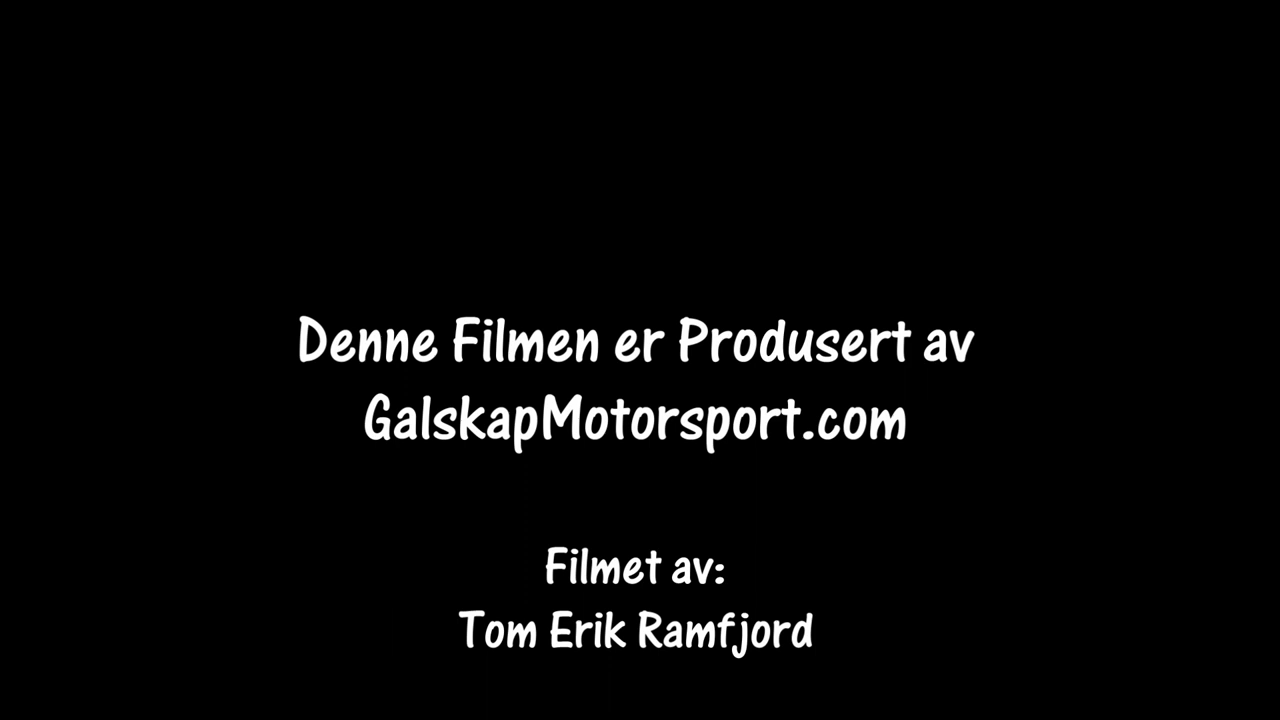 Denne Filmen er Produsert av
GalskapMotorsport.com
Filmet av:
Tom Erik Ramfjord